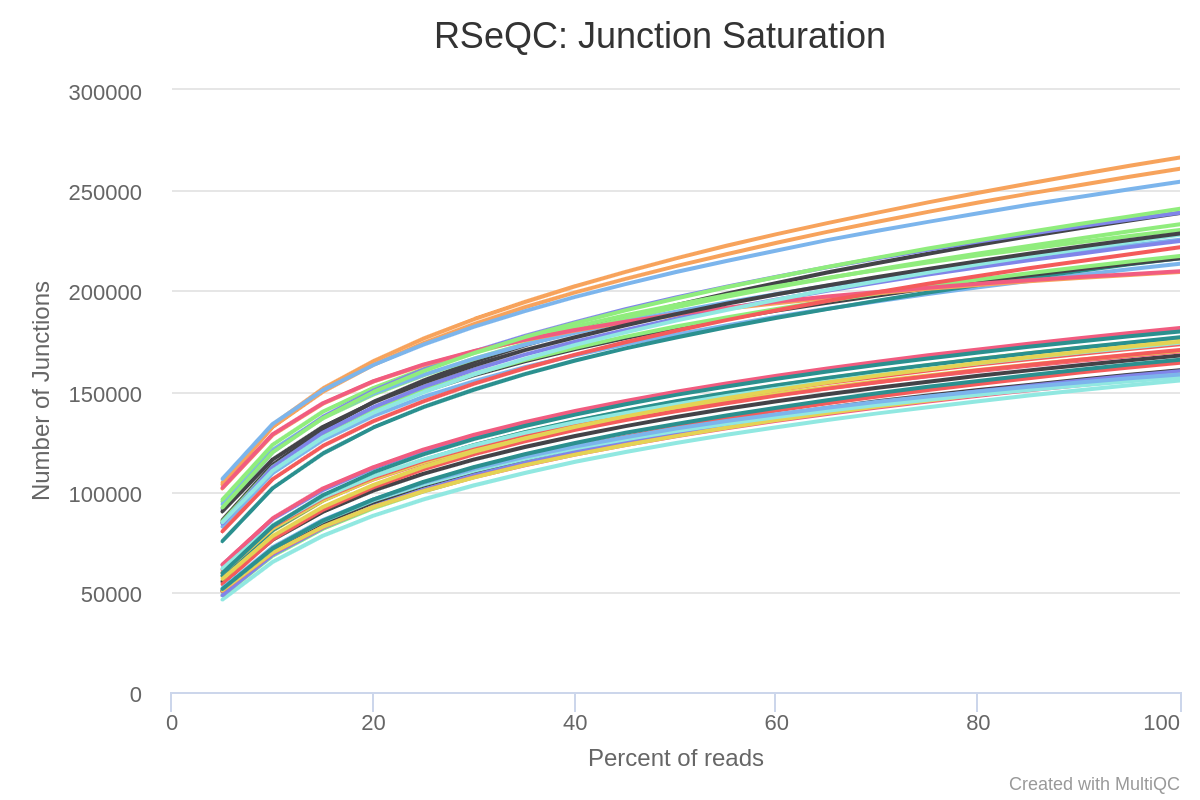 RSeQC: Junction Saturation
Number of Junctions
300000
250000
200000
150000
100000
50000
0
0 20 40 60 80 100
Percent of reads
Created with MultiQC